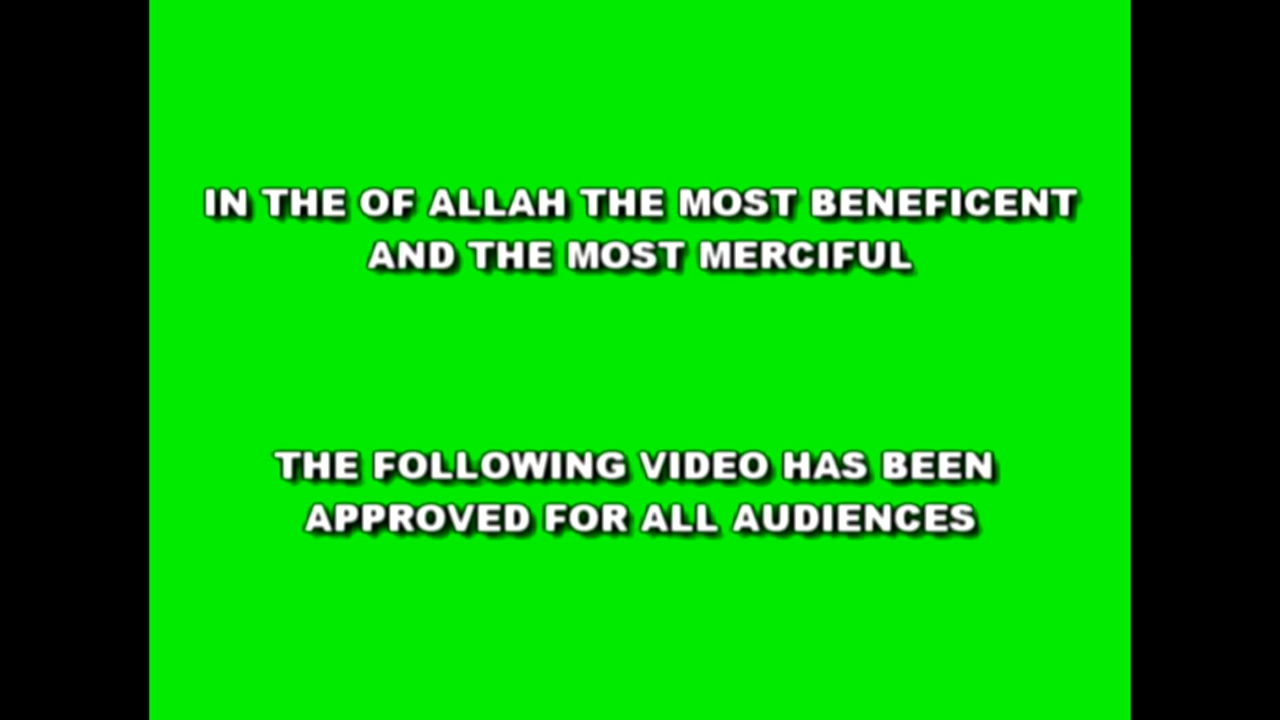 IN THE OF ALLAH THE MOST BENEFICENT
AND THE MOST MERCIFUL
THE FOLLOWING VIDEO HAS BEEN
APPROVED FOR ALL AUDIENCES